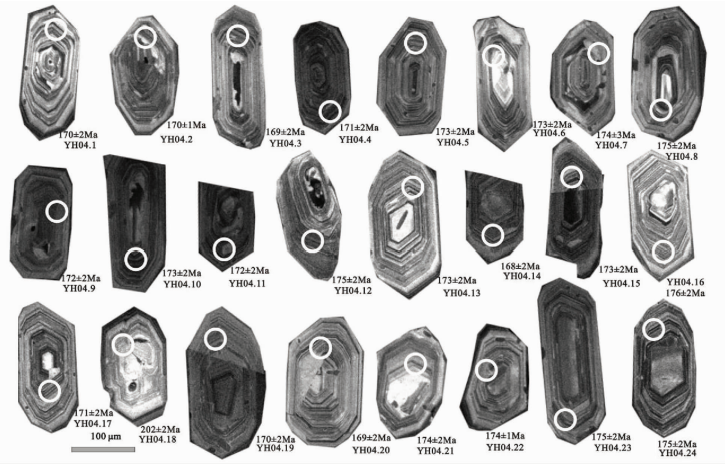 170±2Ma
YH04.1
170±1Ma
YH04.2
169±2Ma
YH04.3
171±2Ma
YH04.4
173±2Ma
YH04.5
173±2Ma
YH04.6
174±3Ma
YH04.7
175±2Ma
YH04.8
172±2Ma
YH04.9
173±2Ma
YH04.10
172±2Ma
YH04.11
175±2Ma
YH04.12
173±2Ma
YH04.13
168±2Ma
YH04.14
173±2Ma
YH04.15
YH04.16
176±2Ma
171±2Ma
YH04.17
202±2Ma
YH04.18
170±2Ma
YH04.19
169±2Ma
YH04.20
174±2Ma
YH04.21
174±1Ma
YH04.22
175±2Ma
YH04.23
175±2Ma
YH04.24
100 μm